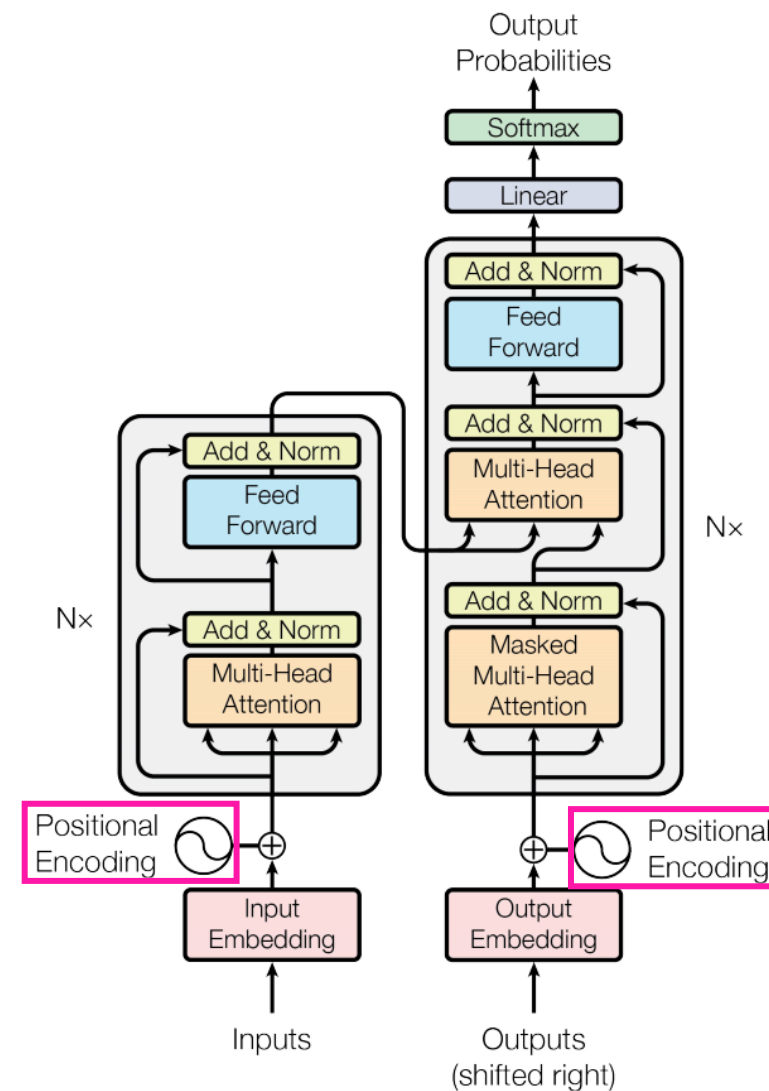 Output
Probabilities
Softmax
Linear
Add & Norm
Feed
Forward
Add & Norm
Multi-Head
Attention
N×
Add & Norm
Masked
Multi-Head
Attention
Add & Norm
Feed
Forward
N×
Add & Norm
Multi-Head
Attention
Positional
Encoding
Positional
Encoding
Input
Embedding
Output
Embedding
Inputs
Outputs
(shifted right)